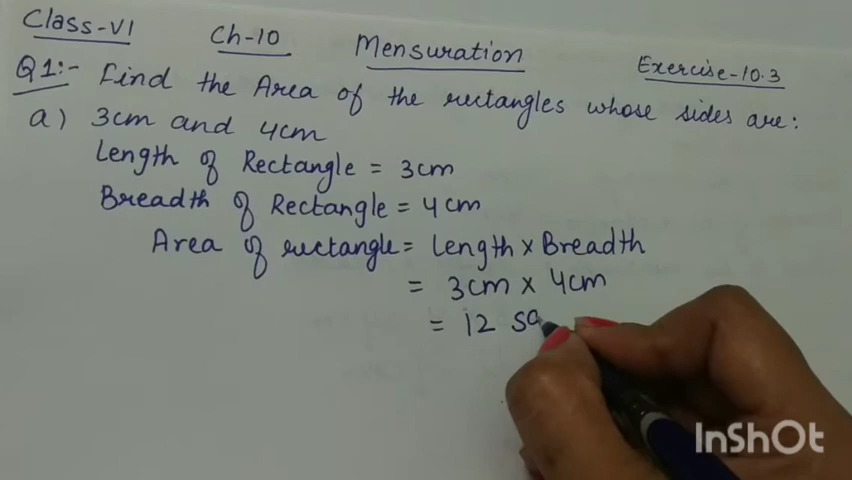 Class-VI Ch-10 Mensuration Exercise-10.3
Q1:- Find the Area of the rectangles whose sides are:
a) 3cm and 4cm
Length of Rectangle = 3cm
Breadth of Rectangle = 4cm
Area of rectangle = Length × Breadth
= 3cm × 4cm
= 12 sq
InShOt